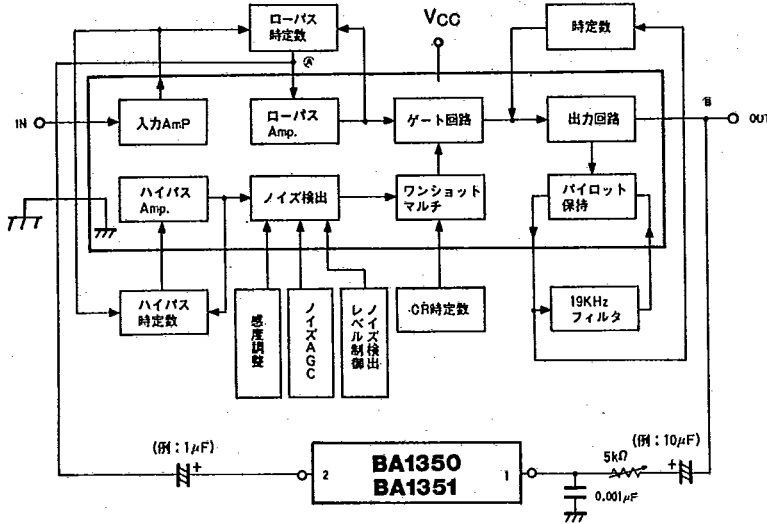 ローパス
時定数
VCC
時定数
Ⓐ
Ⓑ
IN
入力AmP
ローパス
Amp.
ゲート回路
出力回路
OUT
ハイパス
Amp.
ノイズ検出
ワンショット
マルチ
パイロット
保持
ハイパス
時定数
感度調整
ノイズAGC
ノイズ検出
レベル制御
CR時定数
19KHz
フィルタ
(例：1μF)
+
2
BA1350
BA1351
1
5kΩ
(例：10μF)
+
0.001μF